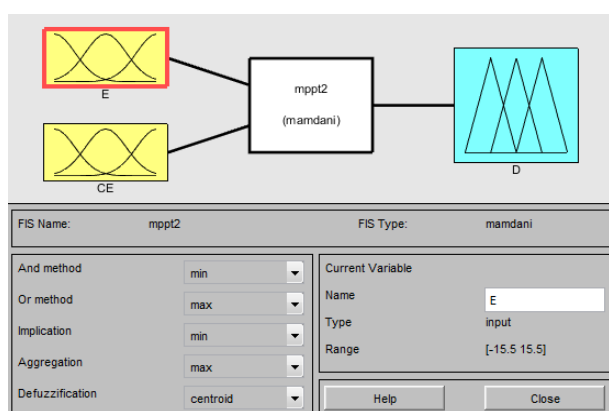 E
mppt2
(mamdani)
CE
D
FIS Name: mppt2 FIS Type: mamdani
And method min
Or method max
Implication min
Aggregation max
Defuzzification centroid
Current Variable
Name E
Type input
Range [-15.5 15.5]
Help Close